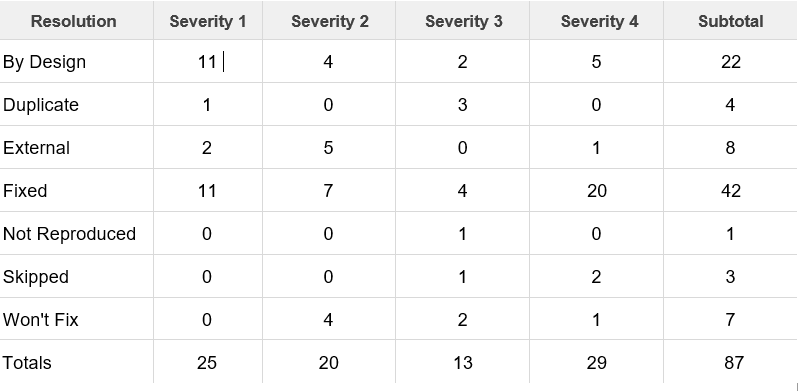 Resolution Severity 1 Severity 2 Severity 3 Severity 4 Subtotal
By Design 11 4 2 5 22
Duplicate 1 0 3 0 4
External 2 5 0 1 8
Fixed 11 7 4 20 42
Not Reproduced 0 0 1 0 1
Skipped 0 0 1 2 3
Won't Fix 0 4 2 1 7
Totals 25 20 13 29 87